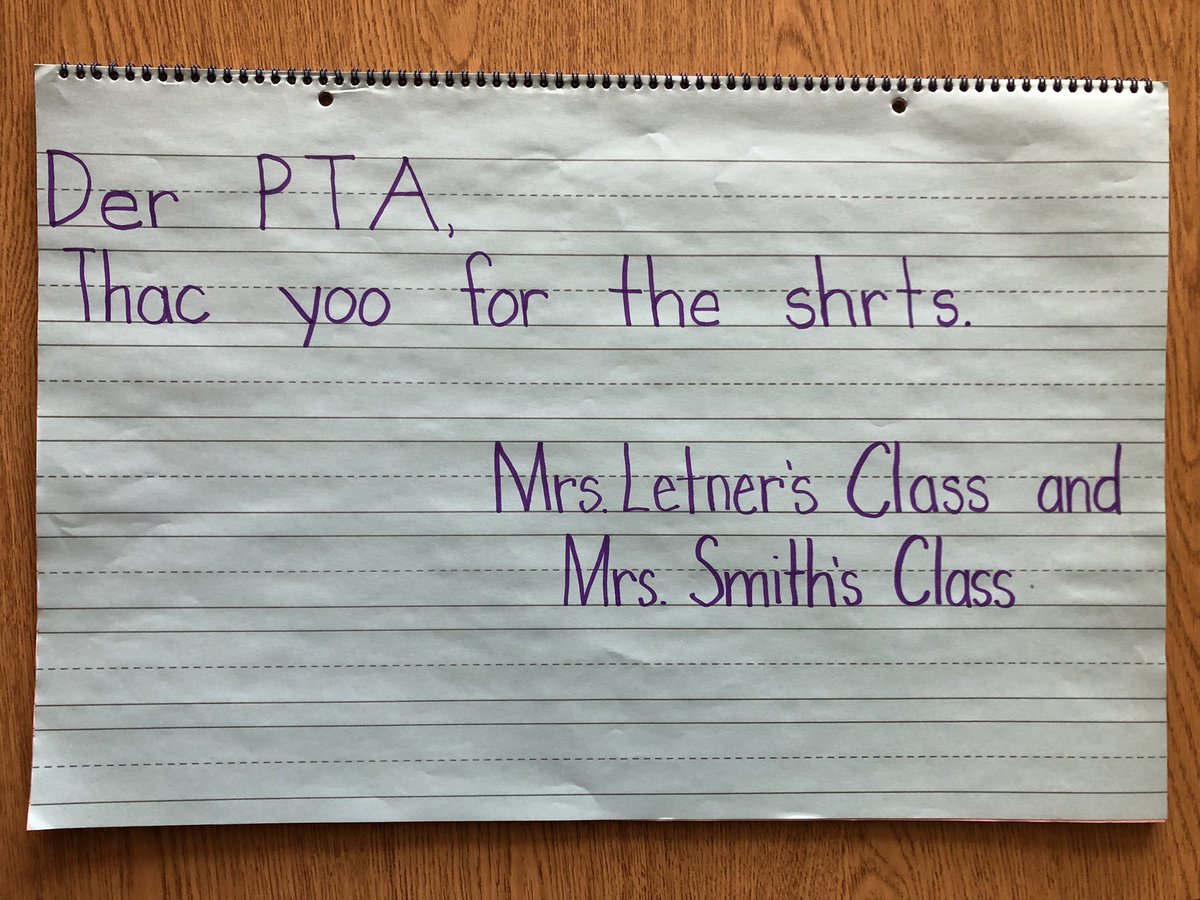 Der PTA,
Thac yoo for the shrts.
Mrs. Letner's Class and
Mrs. Smith's Class